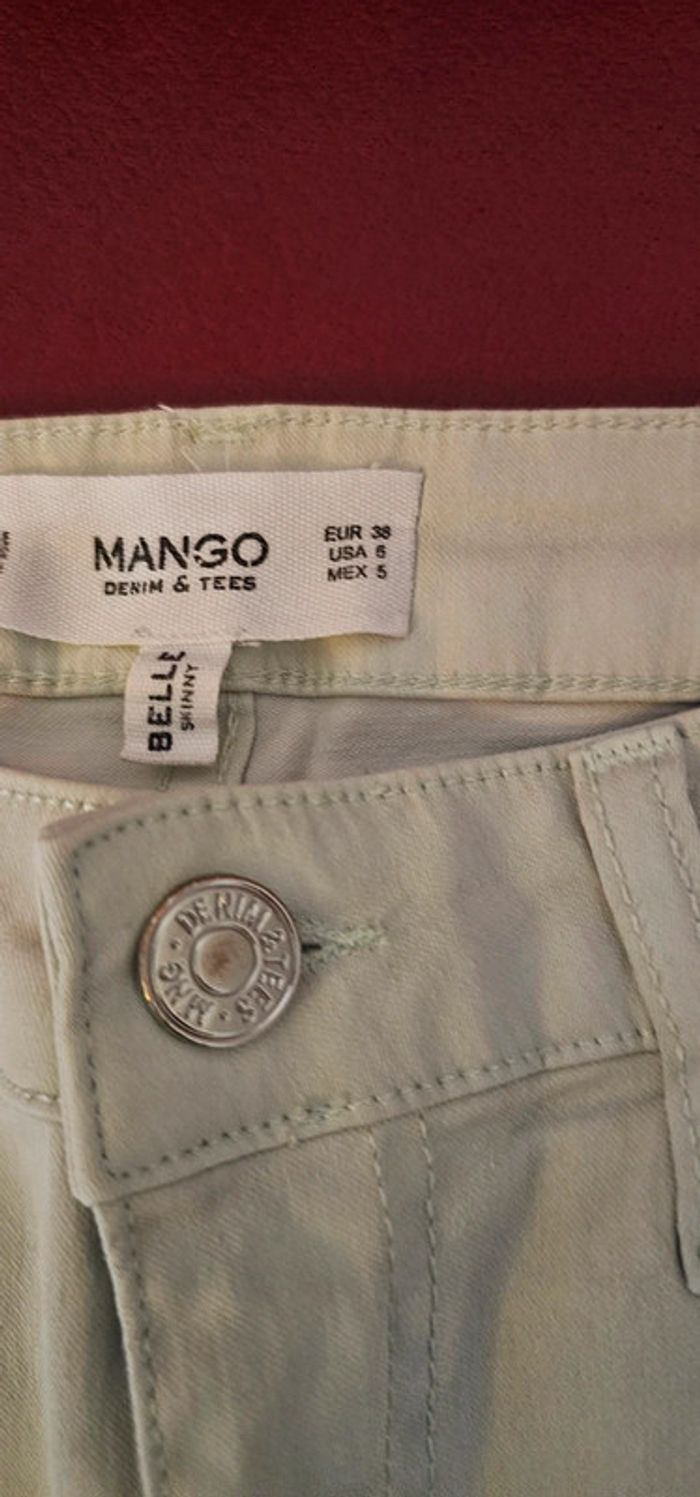 MANGO
DENIM & TEES
EUR 38
USA 6
MEX 5
BELLE
SKINNY
DENIM & TEES · MNG ·